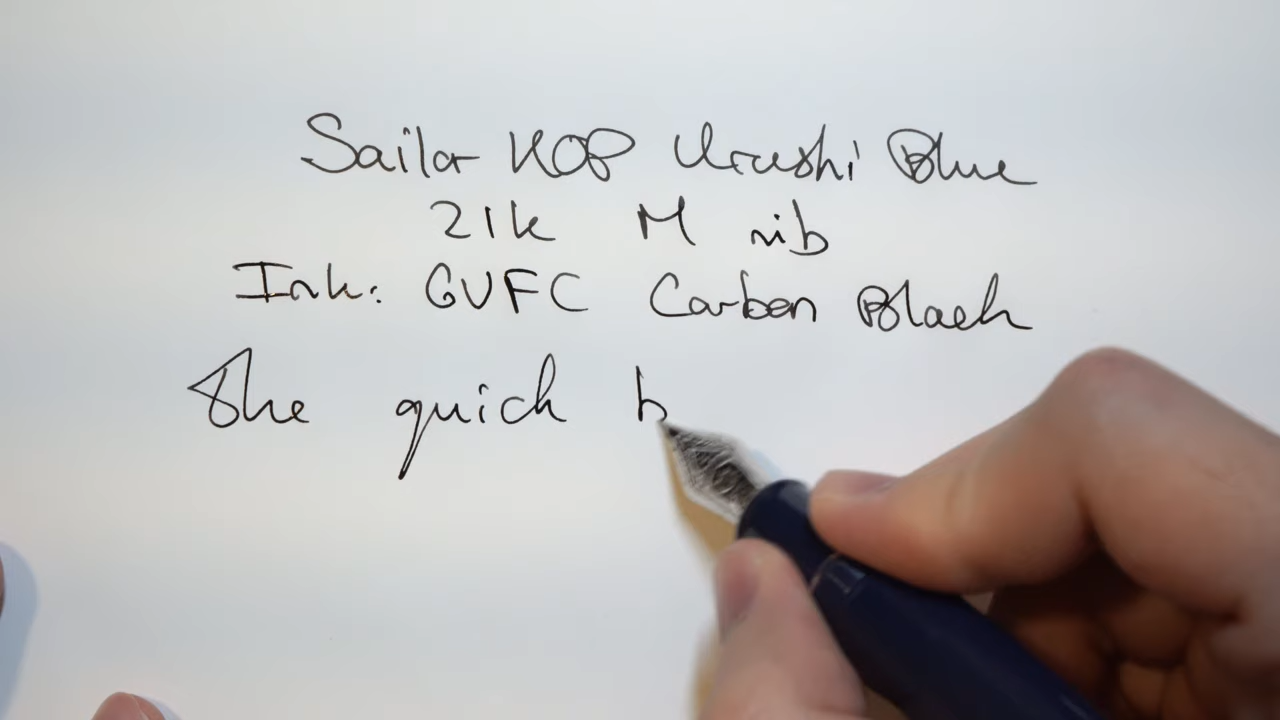 Sailor KOP Urushi Blue
21k M nib
Ink: GVFC Carbon Black
The quick b